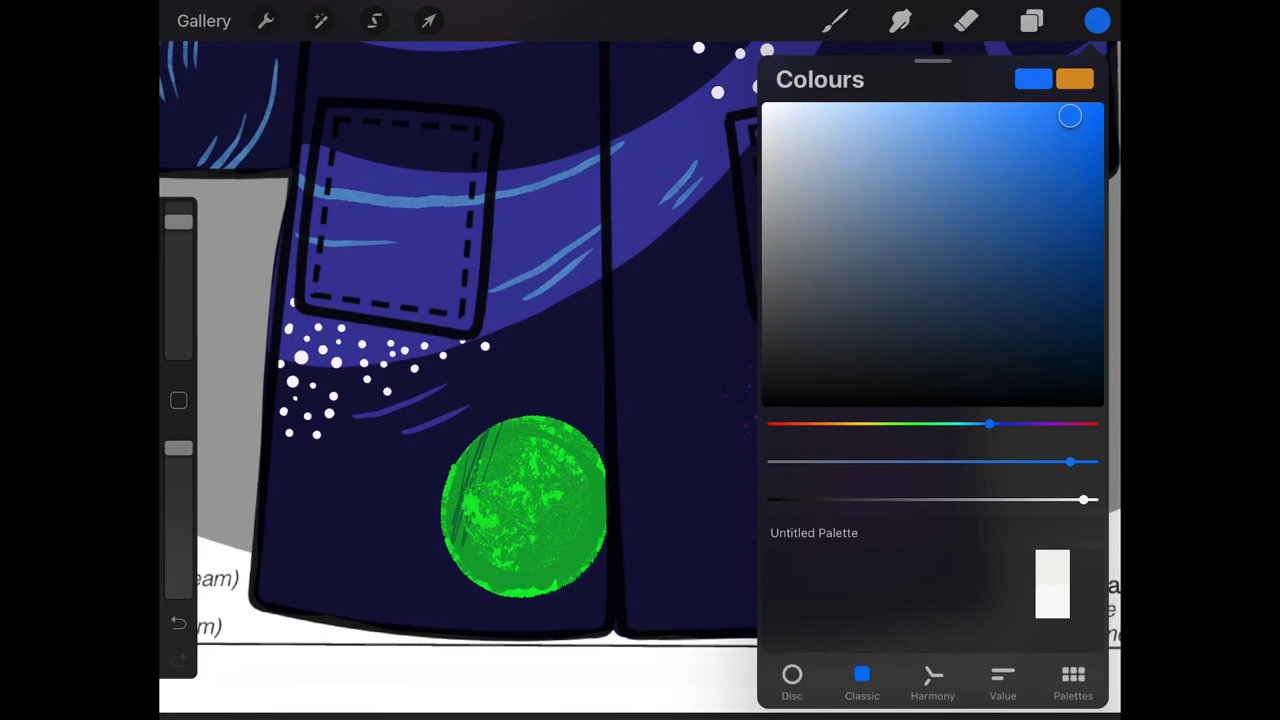 Gallery
Colours
Untitled Palette
eam)
m)
Disc
Classic
Harmony
Value
Palettes